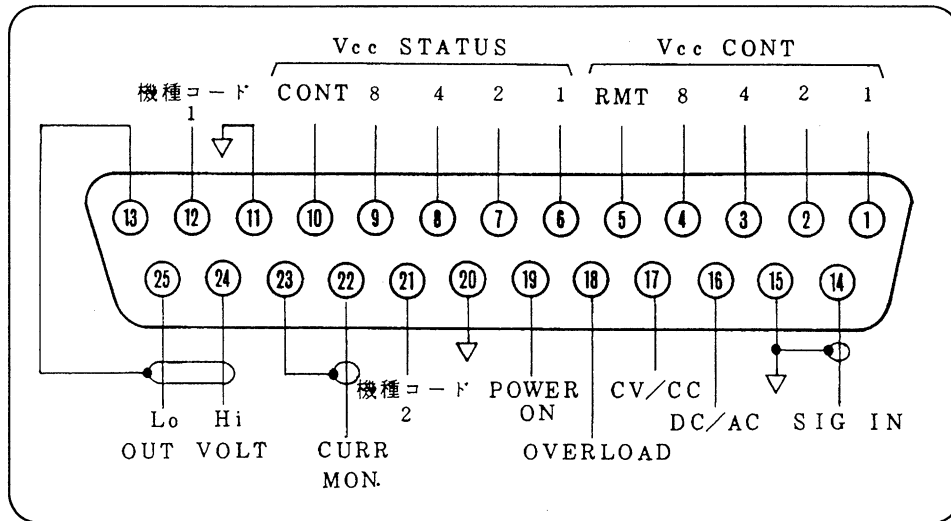 Vcc STATUS Vcc CONT
機種コード CONT 8 4 2 1 RMT 8 4 2 1
1
13 12 11 10 9 8 7 6 5 4 3 2 1
25 24 23 22 21 20 19 18 17 16 15 14
機種コード POWER CV/CC
2 ON
Lo Hi DC/AC SIG IN
OUT VOLT CURR OVERLOAD
MON.